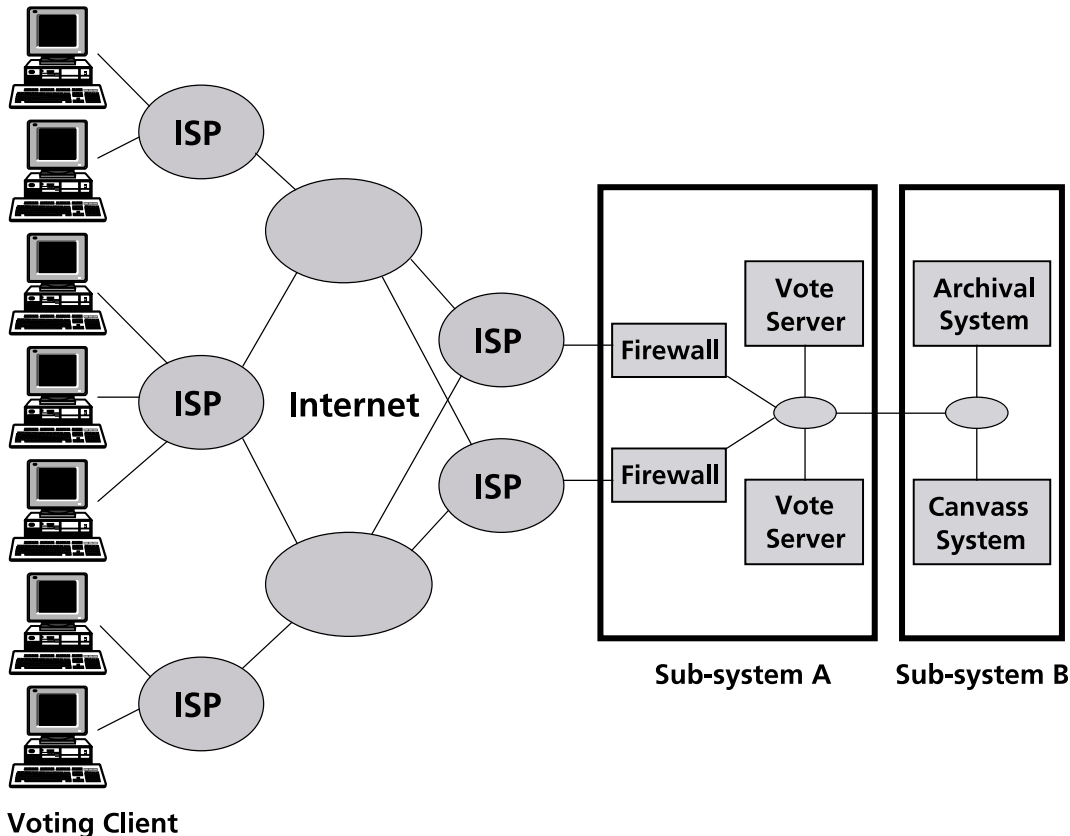 ISP
ISP
ISP
Internet
ISP
ISP
Firewall
Firewall
Vote
Server
Vote
Server
Archival
System
Canvass
System
Sub-system A
Sub-system B
Voting Client